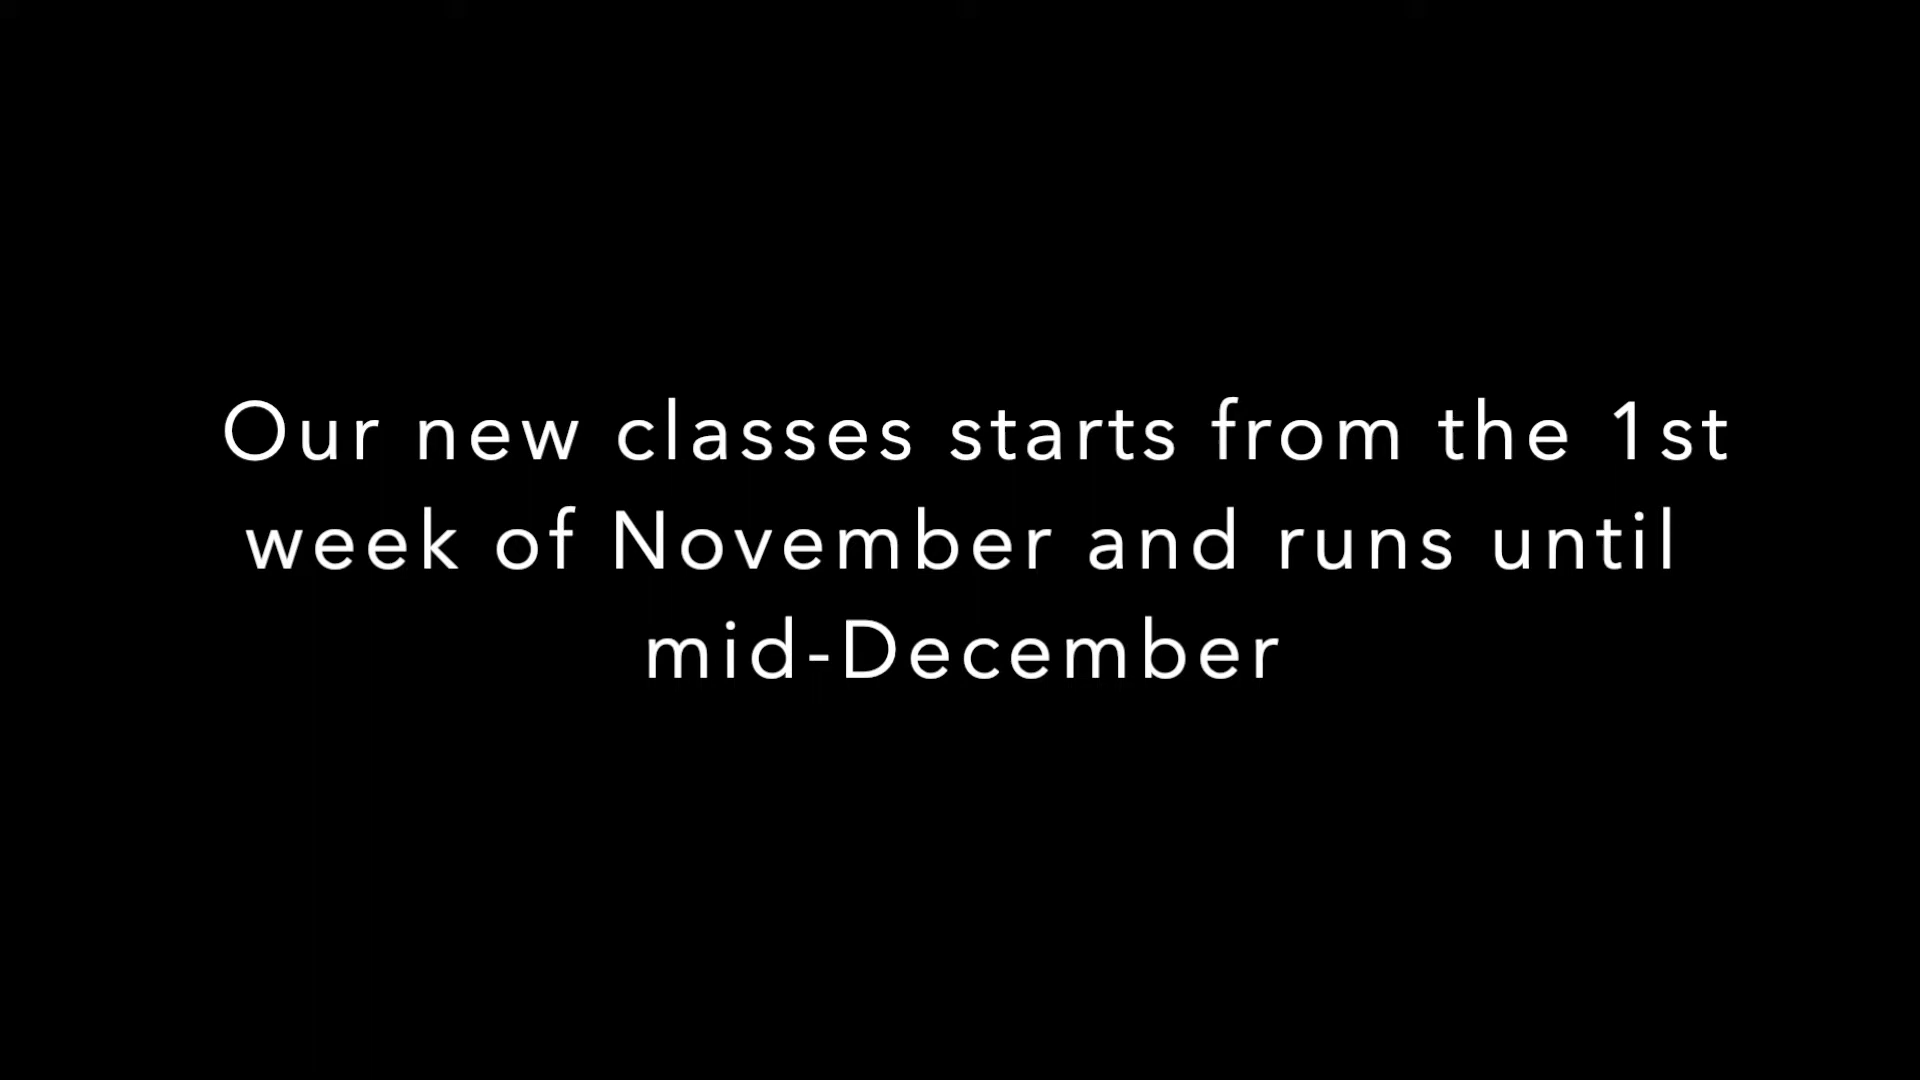 Our new classes starts from the 1st
week of November and runs until
mid-December